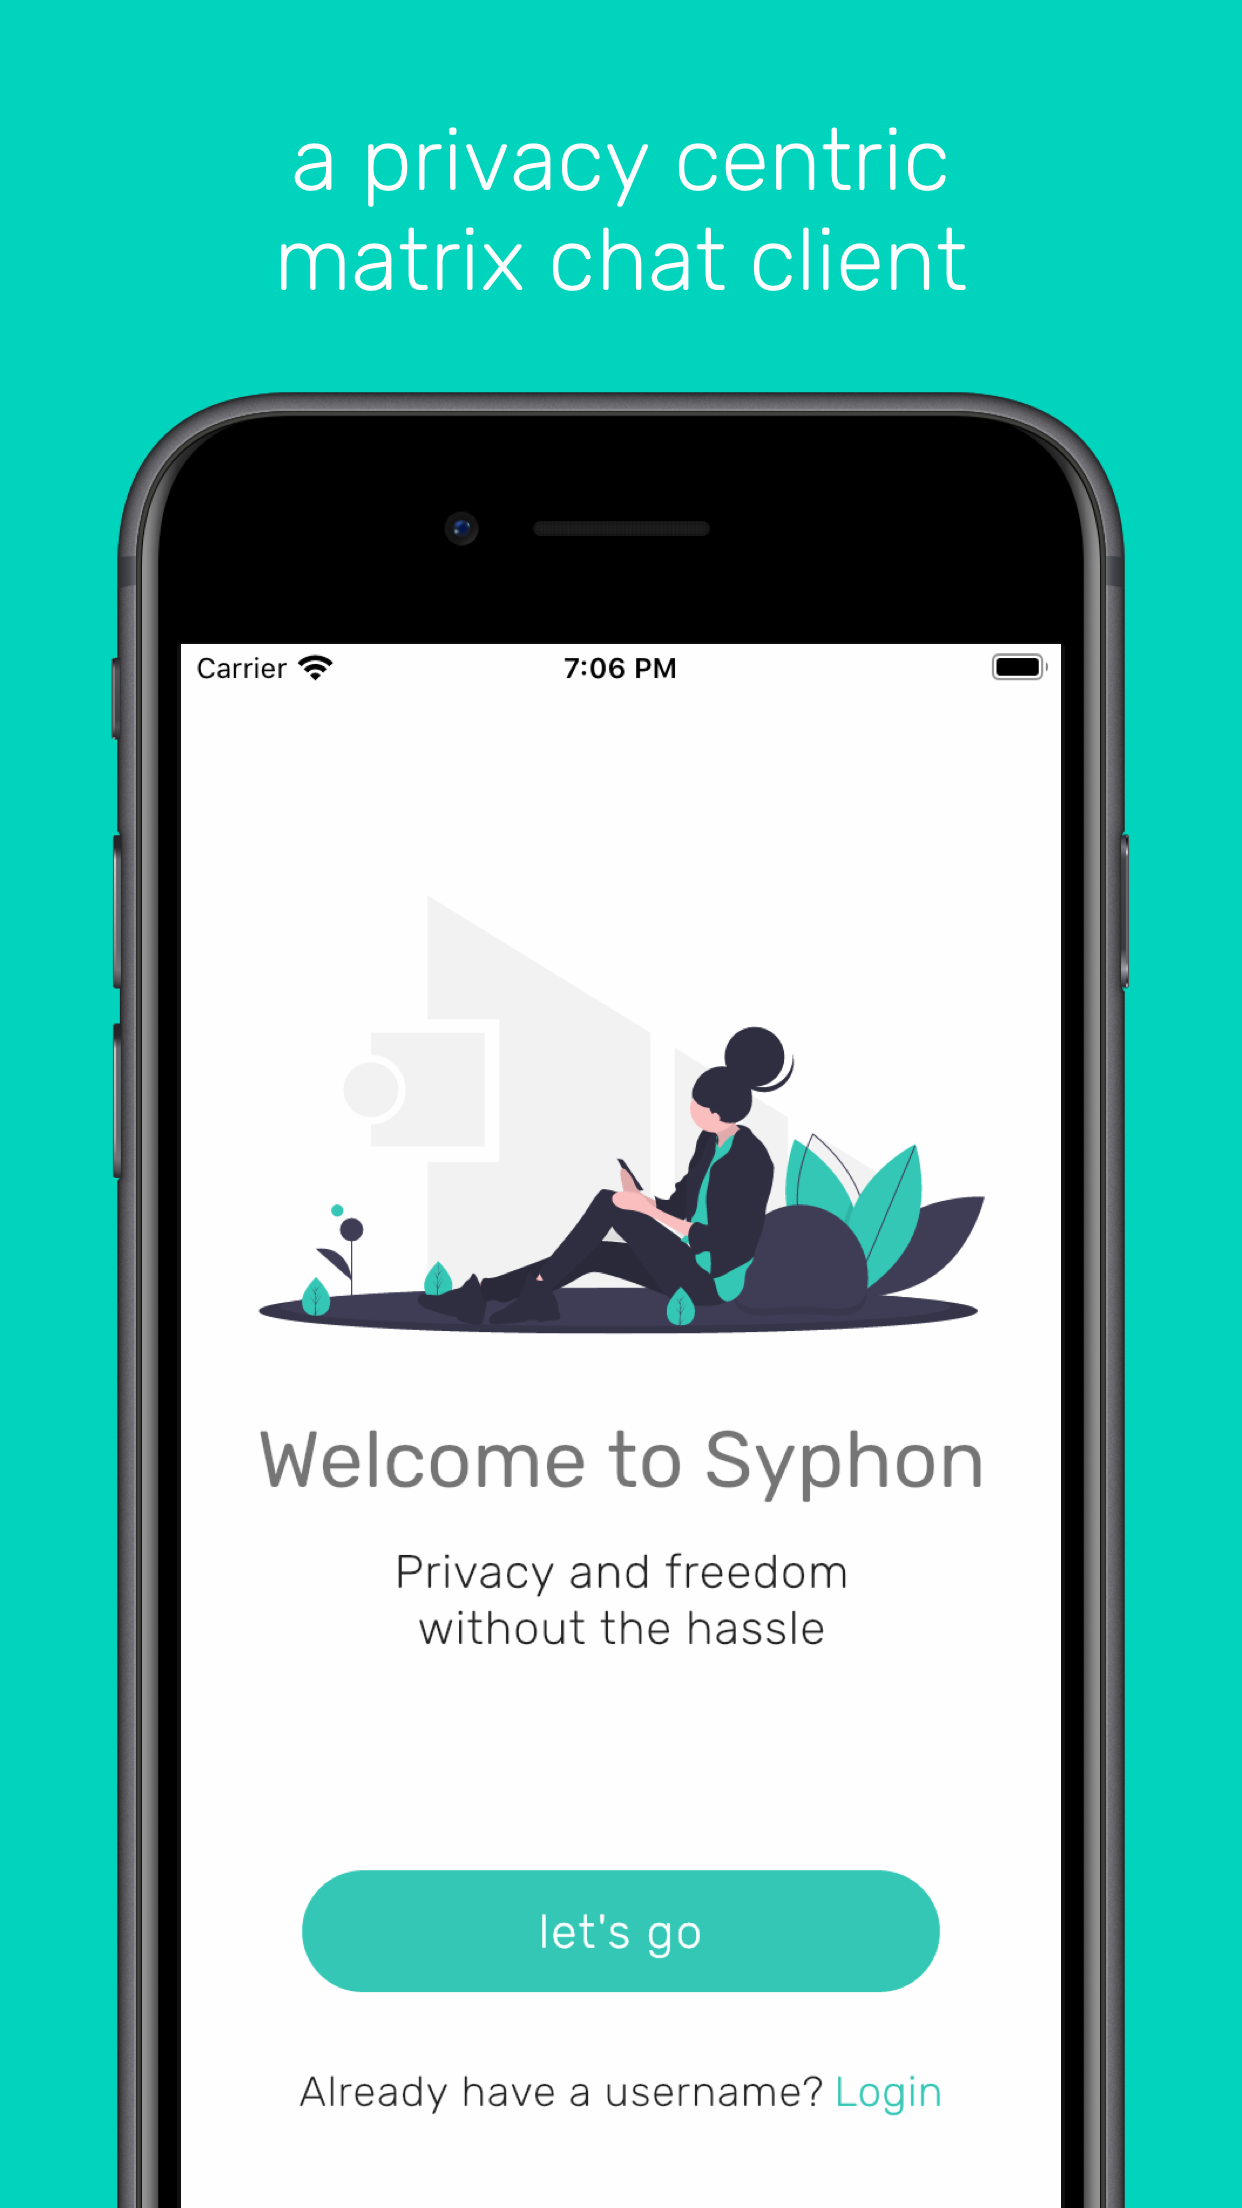 a privacy centric
matrix chat client
Carrier
7:06 PM
Welcome to Syphon
Privacy and freedom
without the hassle
let's go
Already have a username? Login